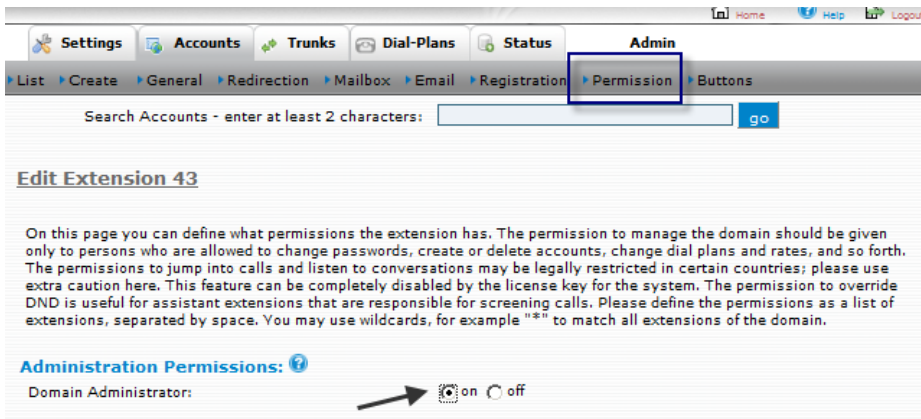 Home Help Logou
Settings Accounts Trunks Dial-Plans Status Admin
List Create General Redirection Mailbox Email Registration Permission Buttons
Search Accounts - enter at least 2 characters: go
Edit Extension 43
On this page you can define what permissions the extension has. The permission to manage the domain should be given
only to persons who are allowed to change passwords, create or delete accounts, change dial plans and rates, and so forth.
The permissions to jump into calls and listen to conversations may be legally restricted in certain countries; please use
extra caution here. This feature can be completely disabled by the license key for the system. The permission to override
DND is useful for assistant extensions that are responsible for screening calls. Please define the permissions as a list of
extensions, separated by space. You may use wildcards, for example "*" to match all extensions of the domain.
Administration Permissions:
Domain Administrator: on off